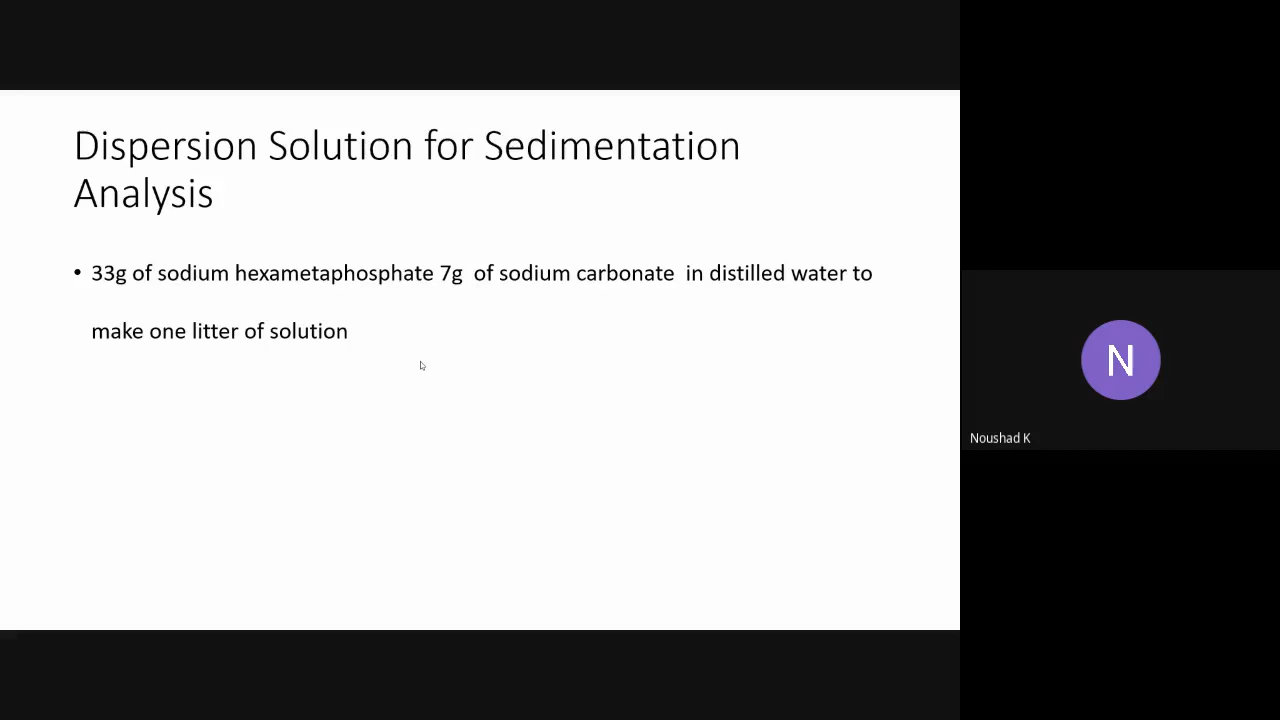 Dispersion Solution for Sedimentation
Analysis
• 33g of sodium hexametaphosphate 7g of sodium carbonate in distilled water to
make one litter of solution
N
Noushad K